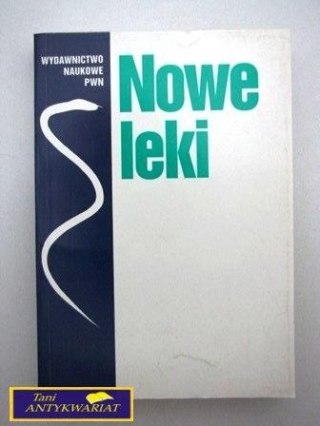 WYDAWNICTWO
NAUKOWE
PWN
Nowe
leki
Tani
ANTYKWARIAT